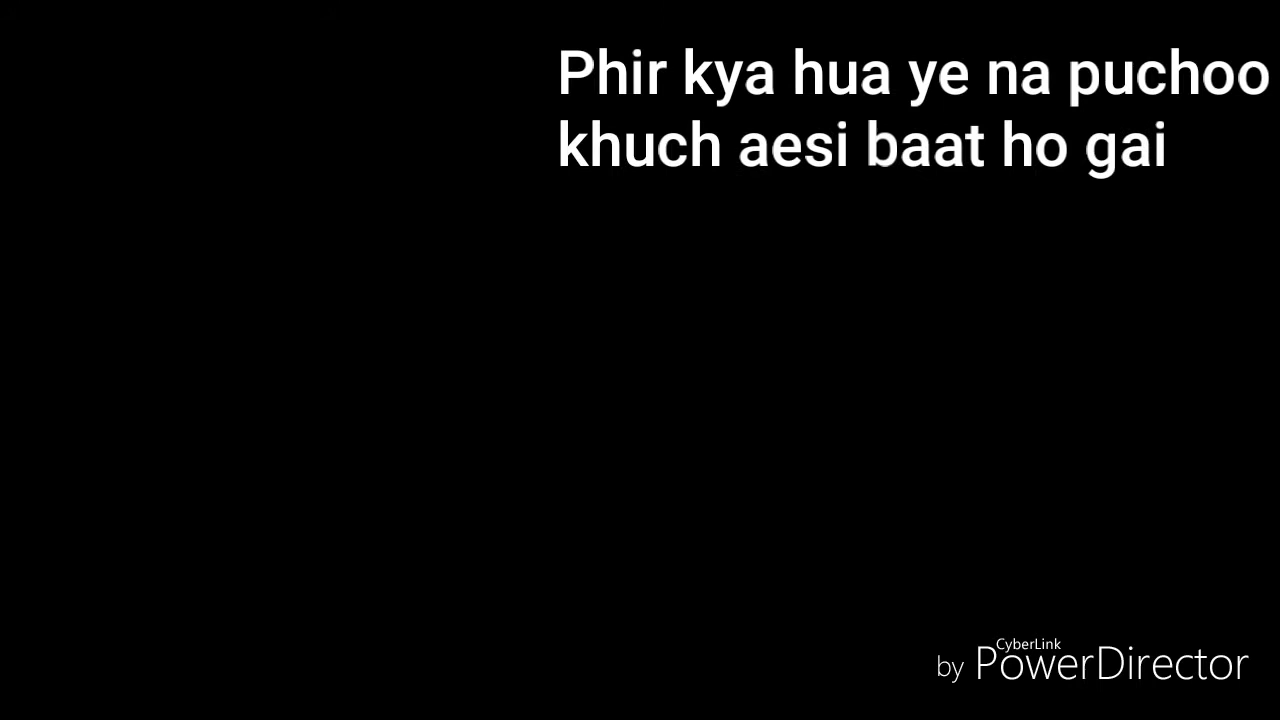 Phir kya hua ye na puchoo
khuch aesi baat ho gai
CyberLink
by PowerDirector